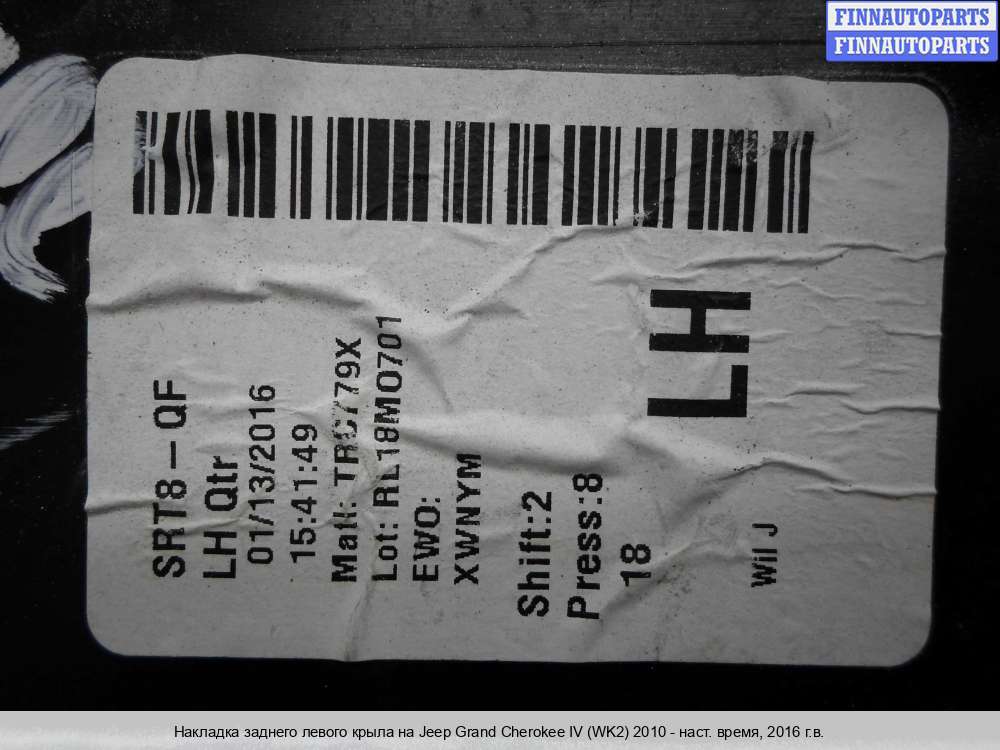 FINNAUTOPARTS
FINNAUTOPARTS
SRT8-QF
LH Qtr
01/13/2016
15:41:49
Matl: TRC779X
Lot: RL18MO701
EWO:
XWNYM
Shift:2
Press:8
18
LH
Wil J
Накладка заднего левого крыла на Jeep Grand Cherokee IV (WK2) 2010 - наст. время, 2016 г.в.